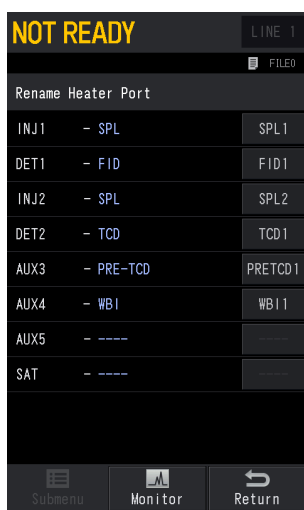 NOT READY LINE 1
FILE0
Rename Heater Port
INJ1 - SPL SPL1
DET1 - FID FID1
INJ2 - SPL SPL2
DET2 - TCD TCD1
AUX3 - PRE-TCD PRETCD1
AUX4 - WBI WBI1
AUX5 - ---- ----
SAT - ---- ----
Submenu Monitor Return